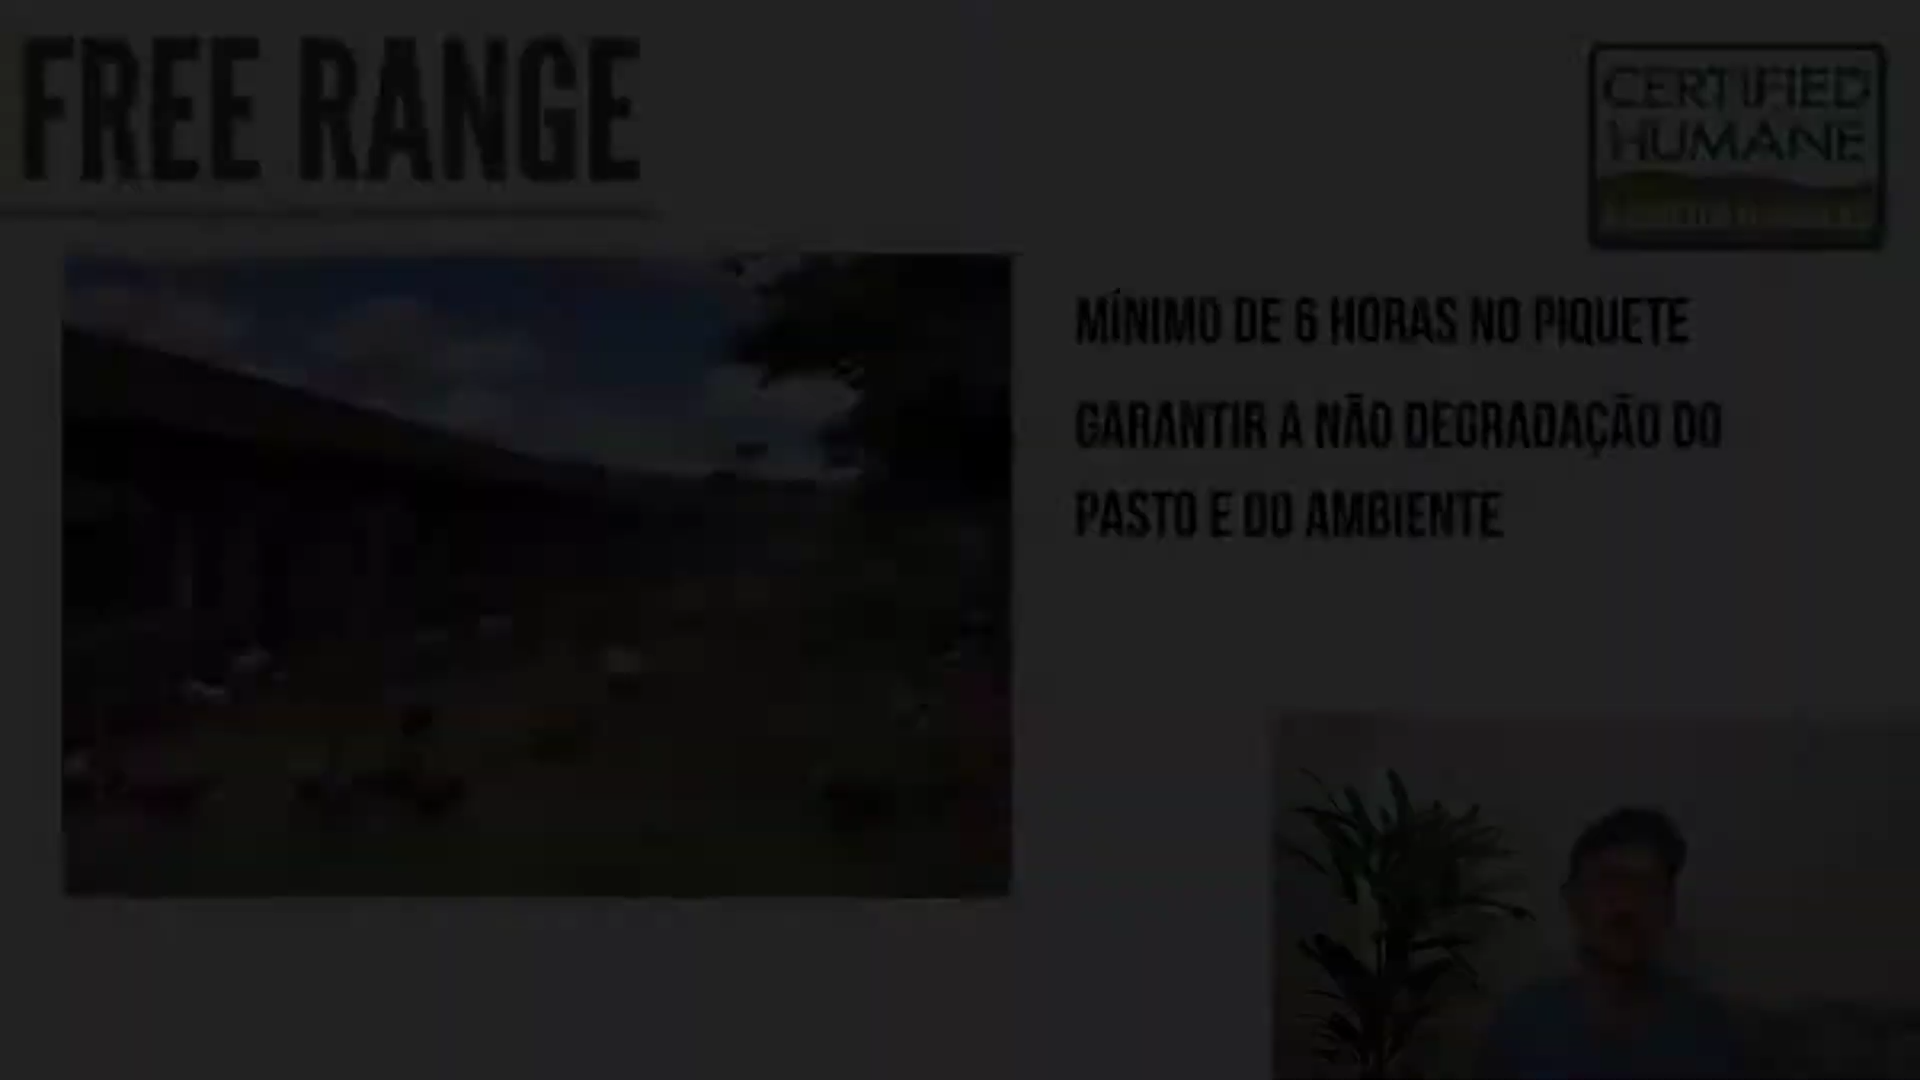 FREE RANGE
CERTIFIED
HUMANE
MÍNIMO DE 6 HORAS NO PIQUETE
GARANTIR A NÃO DEGRADAÇÃO DO
PASTO E DO AMBIENTE